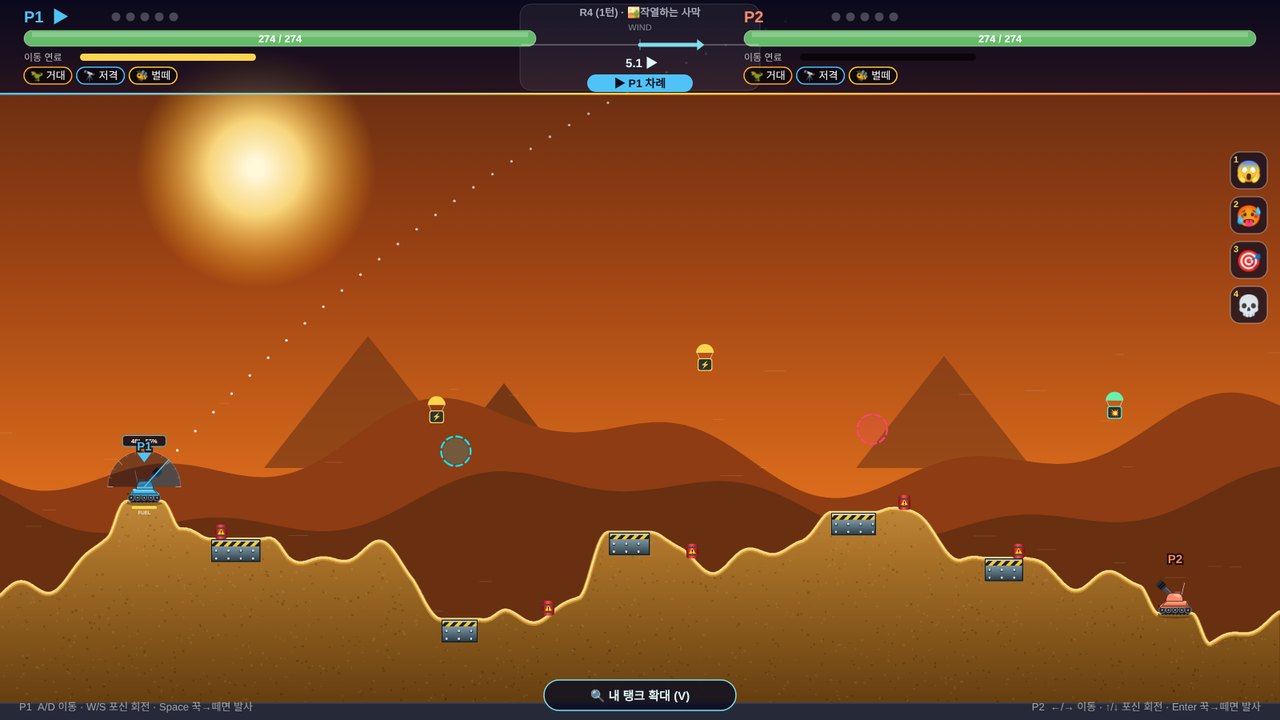 P1 ▶
R4 (1턴) · 🏜️작열하는 사막
P2
WIND
274 / 274
274 / 274
이동 연료
이동 연료
5.1 ▶
🦖 거대
🔭 저격
🐝 벌떼
▶ P1 차례
🦖 거대
🔭 저격
🐝 벌떼
1
2
3
4
P1
FUEL
P2
🔍 내 탱크 확대 (V)
P1 A/D 이동 · W/S 포신 회전 · Space 꾹→떼면 발사
P2 ←/→ 이동 · ↑/↓ 포신 회전 · Enter 꾹→떼면 발사